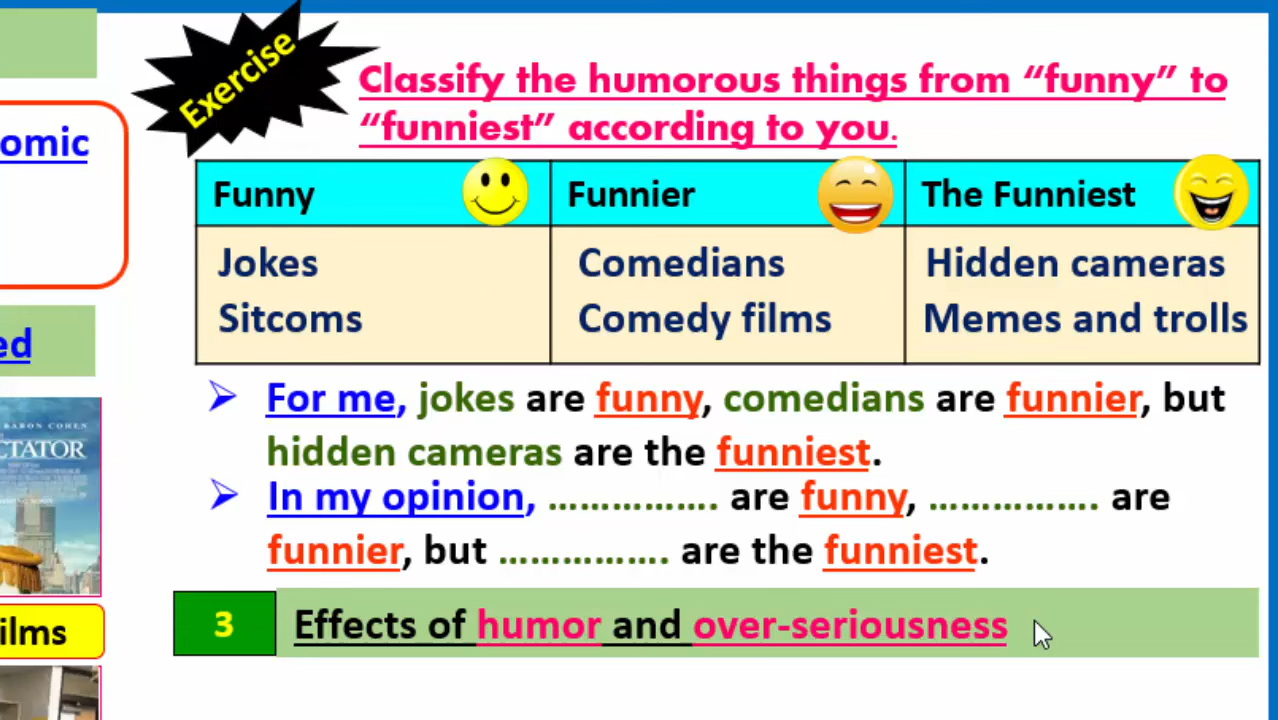 Exercise
Classify the humorous things from “funny” to
“funniest” according to you.
omic
Funny
Funnier
The Funniest
Jokes
Comedians
Hidden cameras
Sitcoms
Comedy films
Memes and trolls
ed
For me, jokes are funny, comedians are funnier, but
hidden cameras are the funniest.
BARON COHEN
CTATOR
In my opinion, ……………. are funny, ……………. are
funnier, but ……………. are the funniest.
3
Effects of humor and over-seriousness
ilms